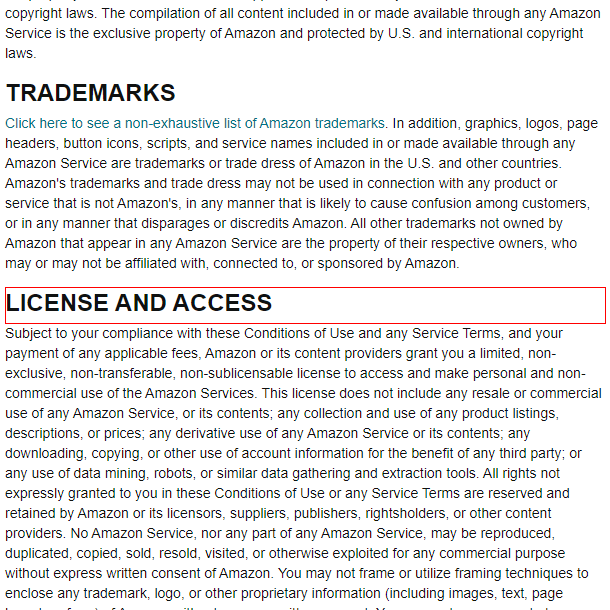 copyright laws. The compilation of all content included in or made available through any Amazon
Service is the exclusive property of Amazon and protected by U.S. and international copyright
laws.
TRADEMARKS
Click here to see a non-exhaustive list of Amazon trademarks. In addition, graphics, logos, page
headers, button icons, scripts, and service names included in or made available through any
Amazon Service are trademarks or trade dress of Amazon in the U.S. and other countries.
Amazon's trademarks and trade dress may not be used in connection with any product or
service that is not Amazon's, in any manner that is likely to cause confusion among customers,
or in any manner that disparages or discredits Amazon. All other trademarks not owned by
Amazon that appear in any Amazon Service are the property of their respective owners, who
may or may not be affiliated with, connected to, or sponsored by Amazon.
LICENSE AND ACCESS
Subject to your compliance with these Conditions of Use and any Service Terms, and your
payment of any applicable fees, Amazon or its content providers grant you a limited, non-
exclusive, non-transferable, non-sublicensable license to access and make personal and non-
commercial use of the Amazon Services. This license does not include any resale or commercial
use of any Amazon Service, or its contents; any collection and use of any product listings,
descriptions, or prices; any derivative use of any Amazon Service or its contents; any
downloading, copying, or other use of account information for the benefit of any third party; or
any use of data mining, robots, or similar data gathering and extraction tools. All rights not
expressly granted to you in these Conditions of Use or any Service Terms are reserved and
retained by Amazon or its licensors, suppliers, publishers, rightsholders, or other content
providers. No Amazon Service, nor any part of any Amazon Service, may be reproduced,
duplicated, copied, sold, resold, visited, or otherwise exploited for any commercial purpose
without express written consent of Amazon. You may not frame or utilize framing techniques to
enclose any trademark, logo, or other proprietary information (including images, text, page